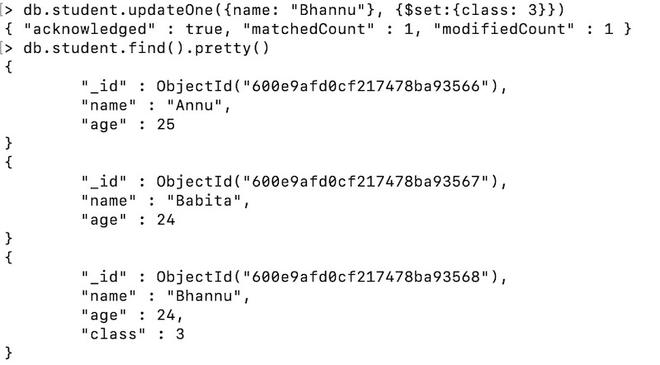 > db.student.updateOne({name: "Bhannu"}, {$set:{class: 3}})
{ "acknowledged" : true, "matchedCount" : 1, "modifiedCount" : 1 }
> db.student.find().pretty()
{
        "_id" : ObjectId("600e9afd0cf217478ba93566"),
        "name" : "Annu",
        "age" : 25
}
{
        "_id" : ObjectId("600e9afd0cf217478ba93567"),
        "name" : "Babita",
        "age" : 24
}
{
        "_id" : ObjectId("600e9afd0cf217478ba93568"),
        "name" : "Bhannu",
        "age" : 24,
        "class" : 3
}